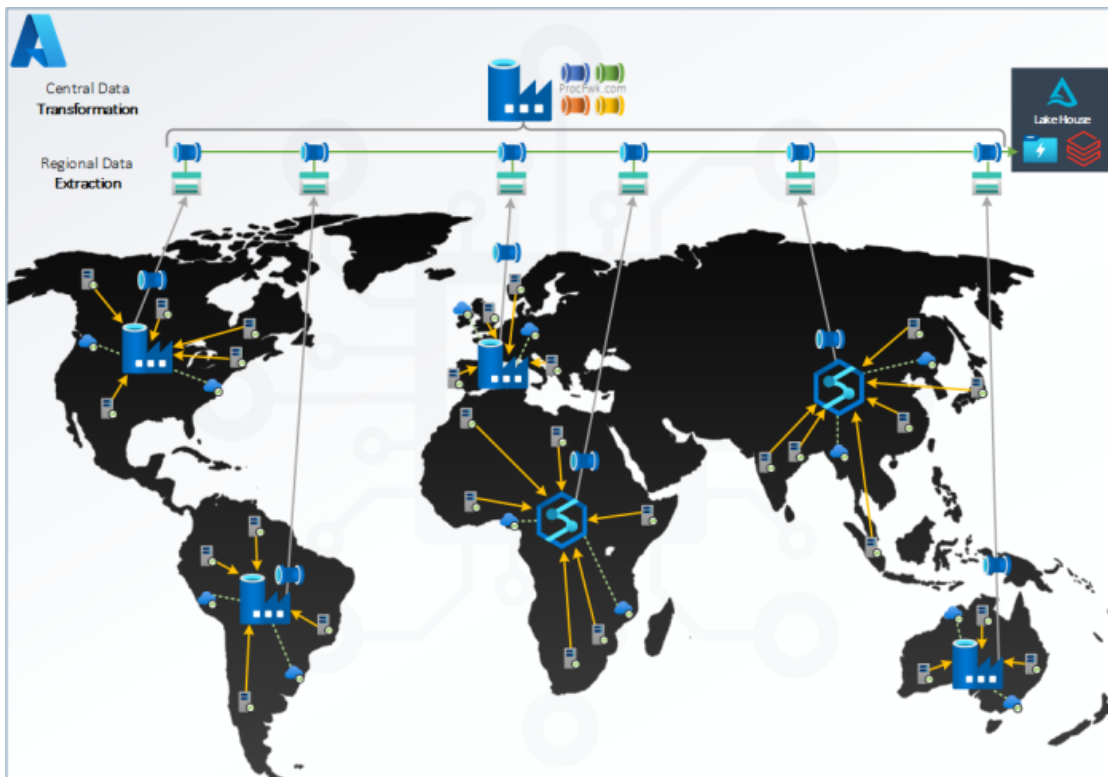 Central Data
Transformation
ProcFwk.com
Lake House
Regional Data
Extraction